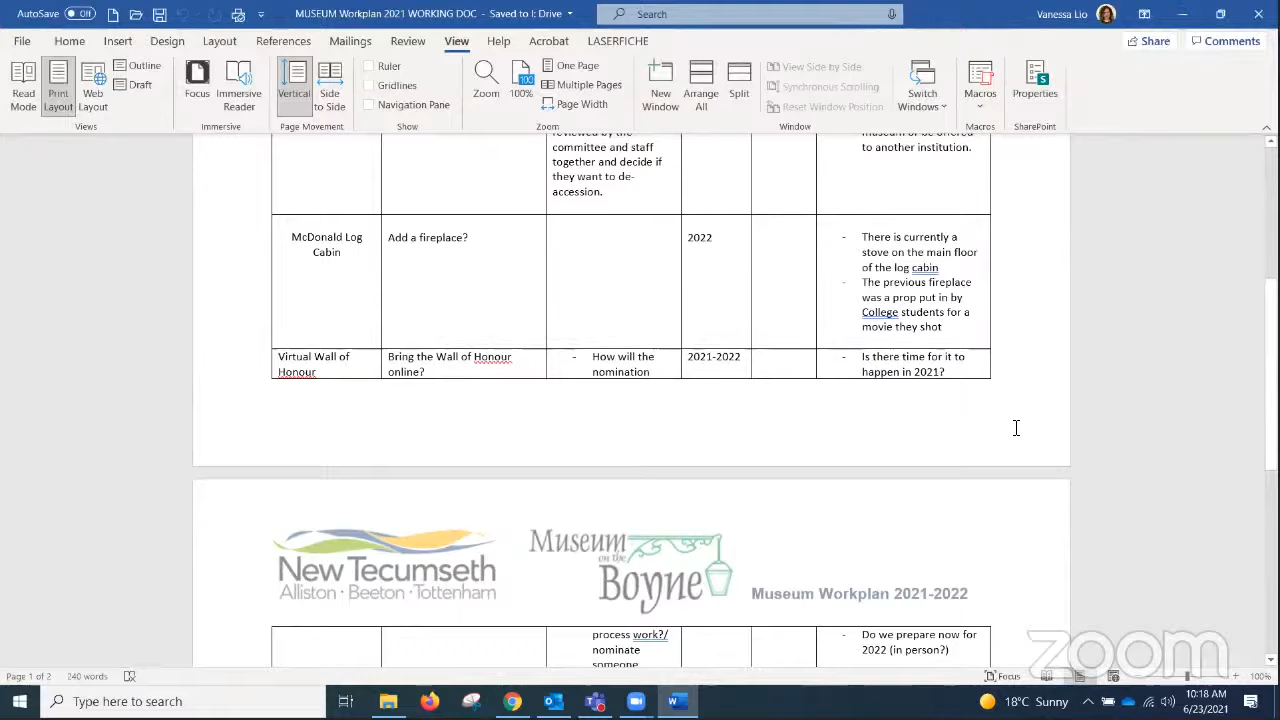 AutoSave Off MUSEUM Workplan 2021 WORKING DOC - Saved to I: Drive Search Vanessa Lio
File Home Insert Design Layout References Mailings Review View Help Acrobat LASERFICHE Share Comments
Read Mode
Print Layout
Web Layout
Outline
Draft
Views
Focus
Immersive Reader
Immersive
Vertical
Side to Side
Page Movement
Ruler
Gridlines
Navigation Pane
Show
Zoom
100
100%
One Page
Multiple Pages
Page Width
Zoom
New Window
Arrange All
Split
View Side by Side
Synchronous Scrolling
Reset Window Position
Switch Windows
Window
Macros
Macros
S
Properties
SharePoint
reviewed by the
committee and staff
together and decide if
they want to de-
accession.
museum or be offered
to another institution.
McDonald Log
Cabin
Add a fireplace?
2022
- There is currently a
stove on the main floor
of the log cabin
- The previous fireplace
was a prop put in by
College students for a
movie they shot
Virtual Wall of
Honour
Bring the Wall of Honour
online?
- How will the
nomination
2021-2022
- Is there time for it to
happen in 2021?
New Tecumseth
Alliston · Beeton · Tottenham
Museum
on the
Boyne
Museum Workplan 2021-2022
process work?/
nominate
someone
- Do we prepare now for
2022 (in person?)
zoom
Page 1 of 2 240 words Focus 100%
Type here to search 18°C Sunny 10:18 AM
6/23/2021